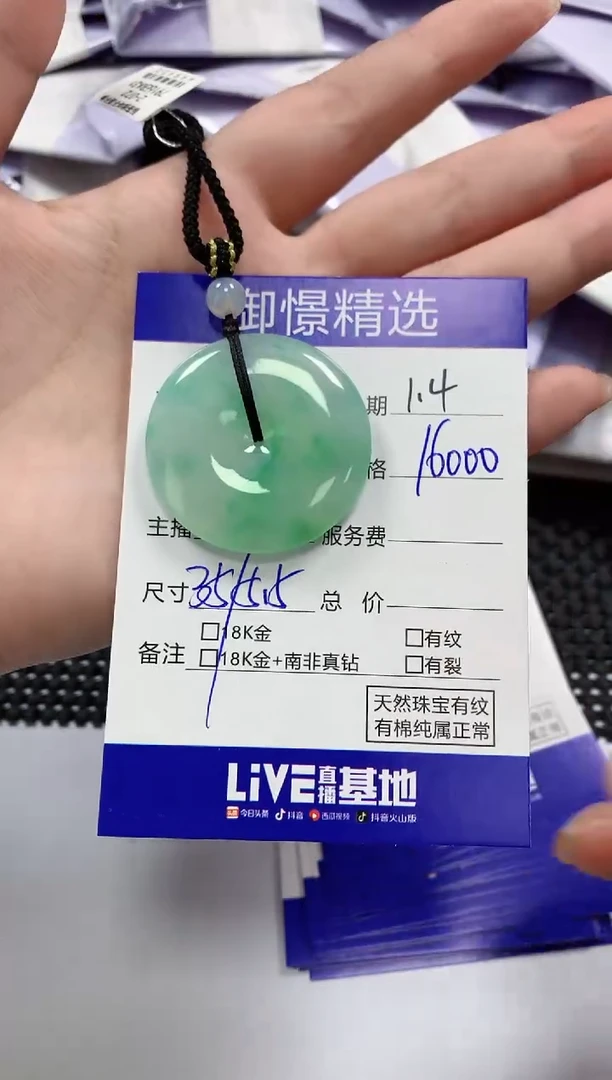 御憬精选
期 1.4
格 16000
主播 服务费
尺寸 35/5.5 总 价
备注 18K金 有纹
18K金+南非真钻 有裂
天然珠宝有纹
有棉纯属正常
LiVE直播基地
今日头条 抖音 西瓜视频 抖音火山版